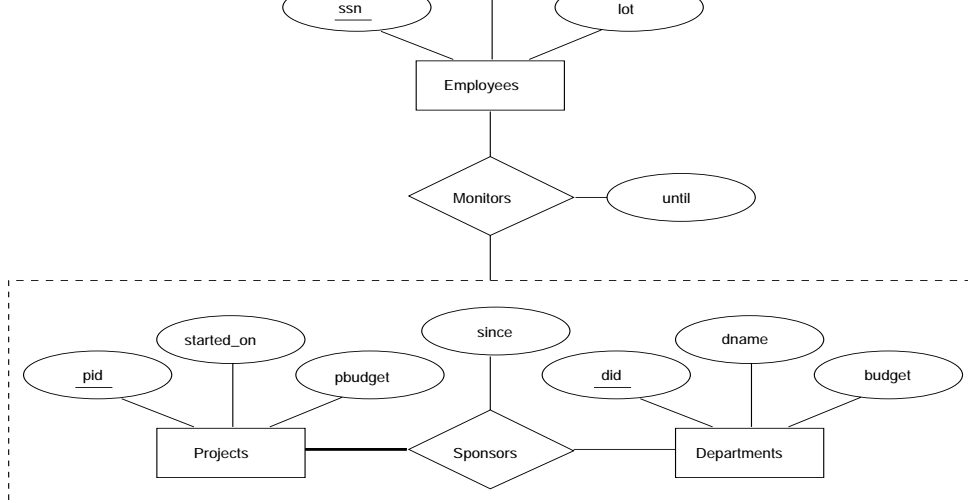 ssn
lot
Employees
Monitors
until
since
started_on
dname
pid
pbudget
did
budget
Projects
Sponsors
Departments